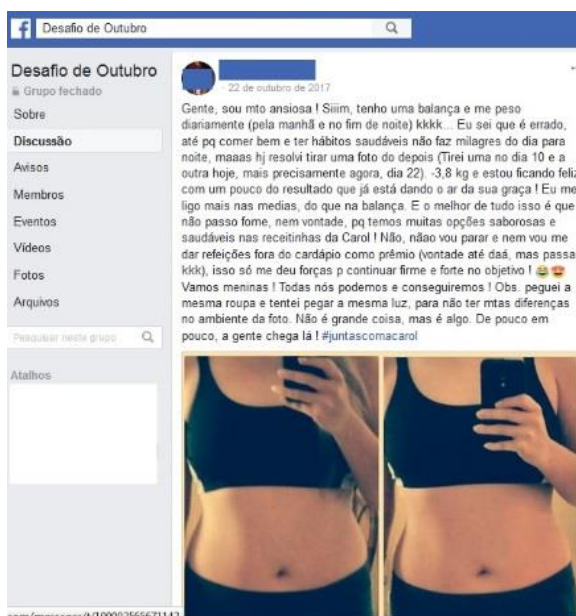 Desafio de Outubro
Desafio de Outubro
Grupo fechado
Sobre
Discussão
Avisos
Membros
Eventos
Vídeos
Fotos
Arquivos
Pesquisar neste grupo
Atalhos
22 de outubro de 2017
Gente, sou mto ansiosa ! Siiim, tenho uma balança e me peso
diariamente (pela manhã e no fim de noite) kkkk... Eu sei que é errado,
até pq comer bem e ter hábitos saudáveis não faz milagres do dia para
noite, maaas hj resolvi tirar uma foto do depois (Tirei uma no dia 10 e a
outra hoje, mais precisamente agora, dia 22). -3,8 kg e estou ficando feliz
com um pouco do resultado que já está dando o ar da sua graça ! Eu me
ligo mais nas medias, do que na balança. E o melhor de tudo isso é que
não passo fome, nem vontade, pq temos muitas opções saborosas e
saudáveis nas receitinhas da Carol ! Não, nãao vou parar e nem vou me
dar refeições fora do cardápio como prêmio (vontade até daá, mas passa
kkk), isso só me deu forças p continuar firme e forte no objetivo ! 😂😍
Vamos meninas ! Todas nós podemos e conseguiremos ! Obs. peguei a
mesma roupa e tentei pegar a mesma luz, para não ter mtas diferenças
no ambiente da foto. Não é grande coisa, mas é algo. De pouco em
pouco, a gente chega lá ! #juntascomacarol